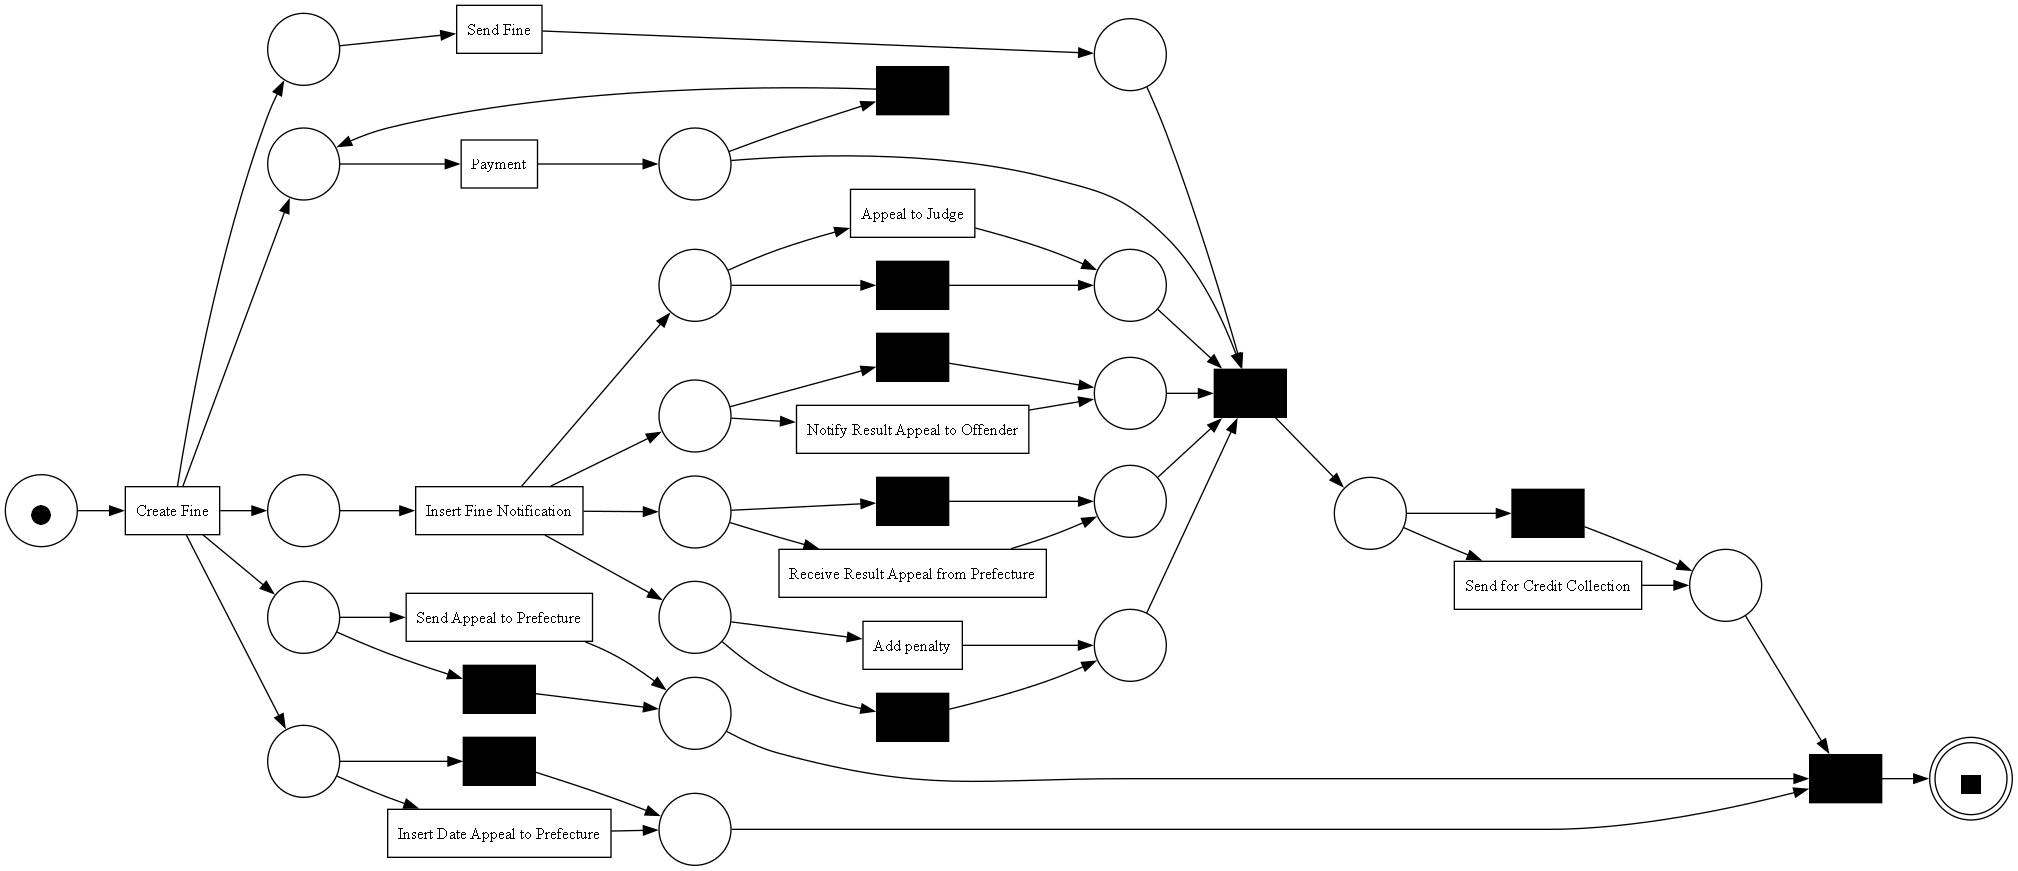 Send Fine
Payment
Appeal to Judge
Notify Result Appeal to Offender
Create Fine
Insert Fine Notification
Receive Result Appeal from Prefecture
Send for Credit Collection
Send Appeal to Prefecture
Add penalty
Insert Date Appeal to Prefecture